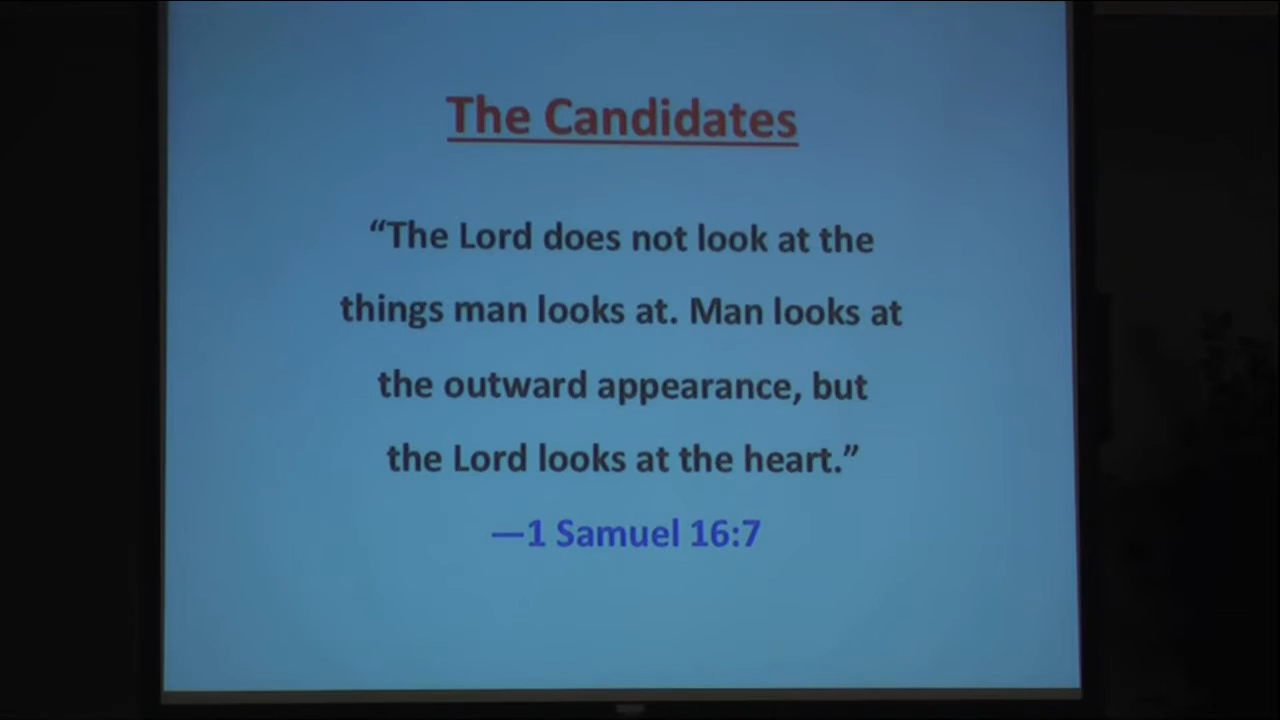 The Candidates
“The Lord does not look at the
things man looks at. Man looks at
the outward appearance, but
the Lord looks at the heart.”
—1 Samuel 16:7